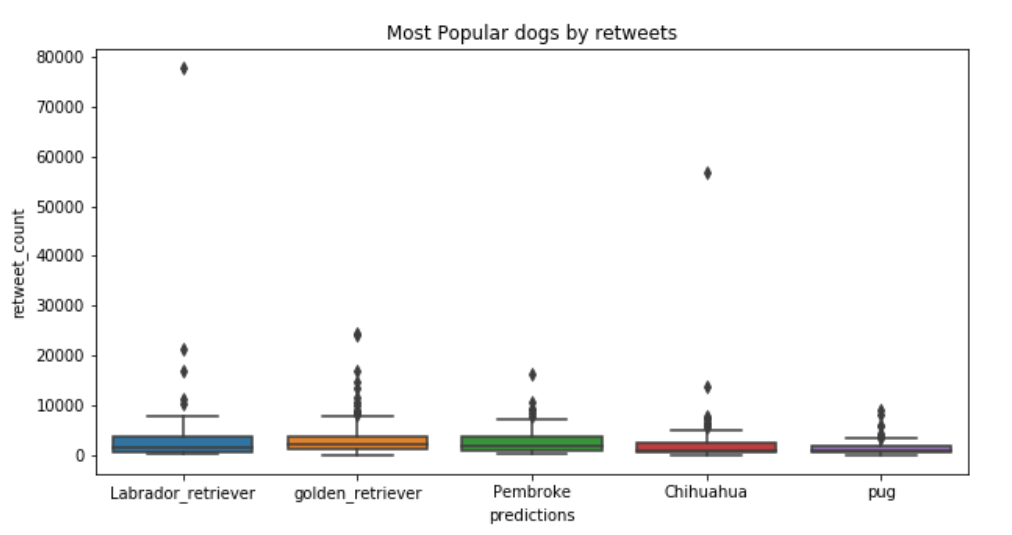 Most Popular dogs by retweets
80000
70000
60000
50000
40000
30000
20000
10000
0
retweet_count
Labrador_retriever golden_retriever Pembroke Chihuahua pug
predictions